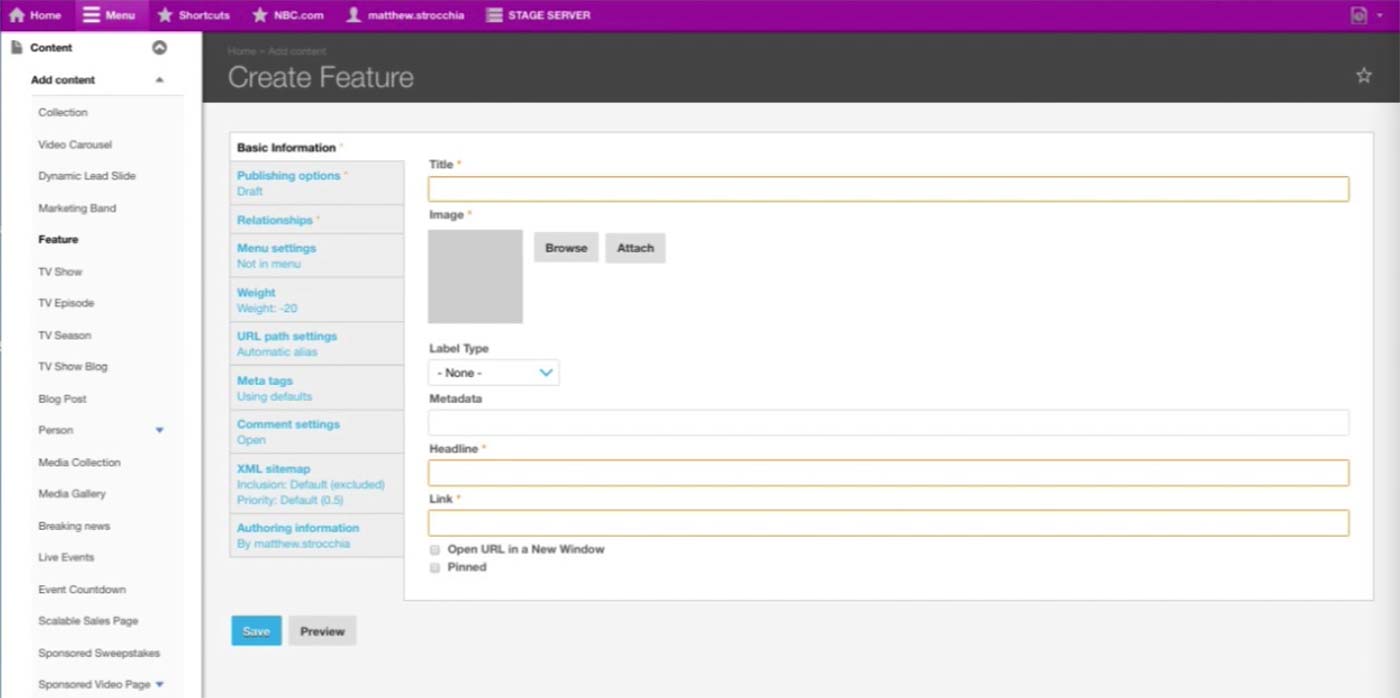 Home Menu Shortcuts NBC.com matthew.strocchia STAGE SERVER
Content
Add content
Collection
Video Carousel
Dynamic Lead Slide
Marketing Band
Feature
TV Show
TV Episode
TV Season
TV Show Blog
Blog Post
Person
Media Collection
Media Gallery
Breaking news
Live Events
Event Countdown
Scalable Sales Page
Sponsored Sweepstakes
Sponsored Video Page
Home » Add content
Create Feature
Basic Information *
Publishing options *
Draft
Relationships *
Menu settings
Not in menu
Weight
Weight: -20
URL path settings
Automatic alias
Meta tags
Using defaults
Comment settings
Open
XML sitemap
Inclusion: Default (excluded)
Priority: Default (0.5)
Authoring information
By matthew.strocchia
Title *
Image *
Browse Attach
Label Type
- None -
Metadata
Headline *
Link *
Open URL in a New Window
Pinned
Save Preview